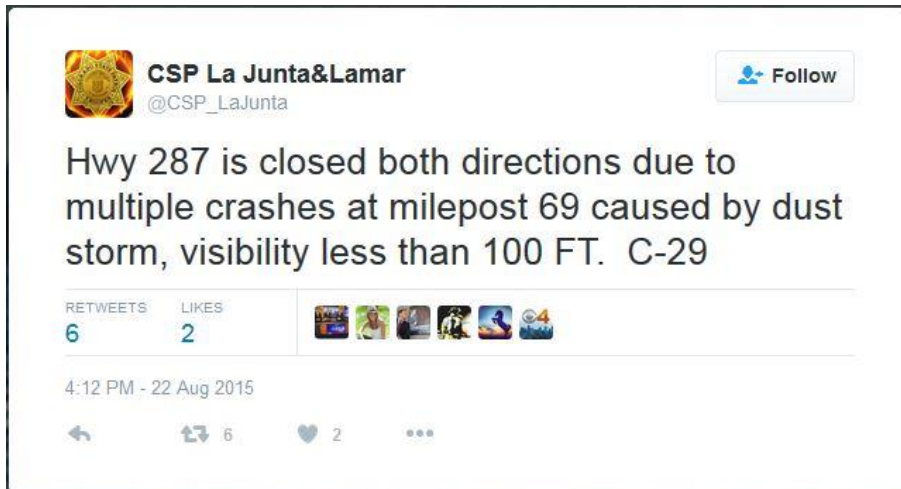 CSP La Junta&Lamar
@CSP_LaJunta
Follow
Hwy 287 is closed both directions due to
multiple crashes at milepost 69 caused by dust
storm, visibility less than 100 FT.  C-29
RETWEETS LIKES
6 2
4
4:12 PM - 22 Aug 2015
6 2